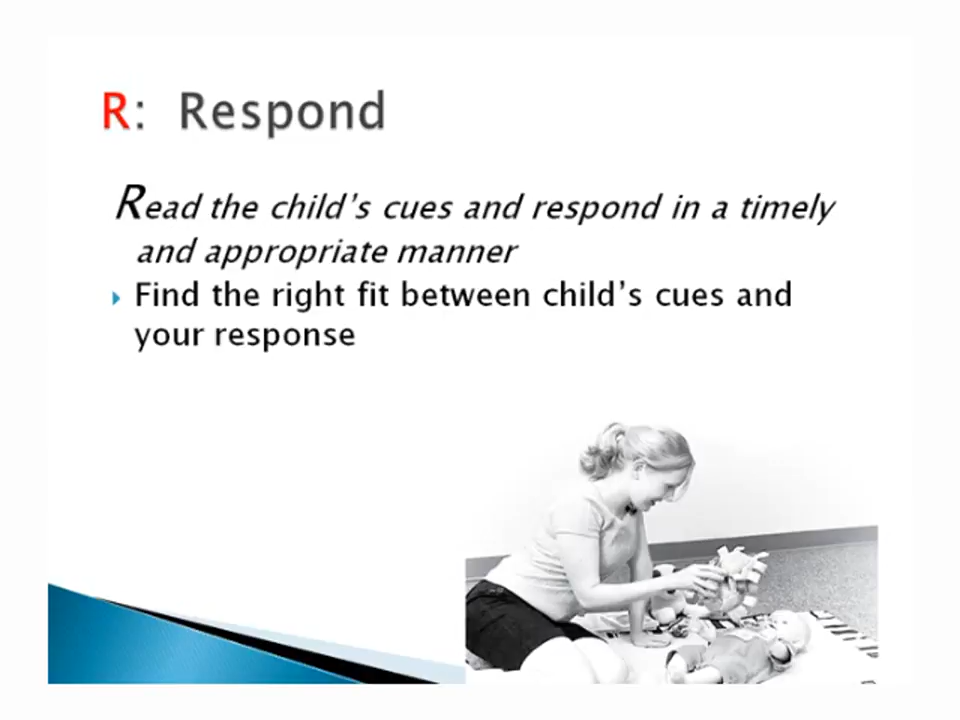 R: Respond
Read the child's cues and respond in a timely
and appropriate manner
Find the right fit between child's cues and
your response